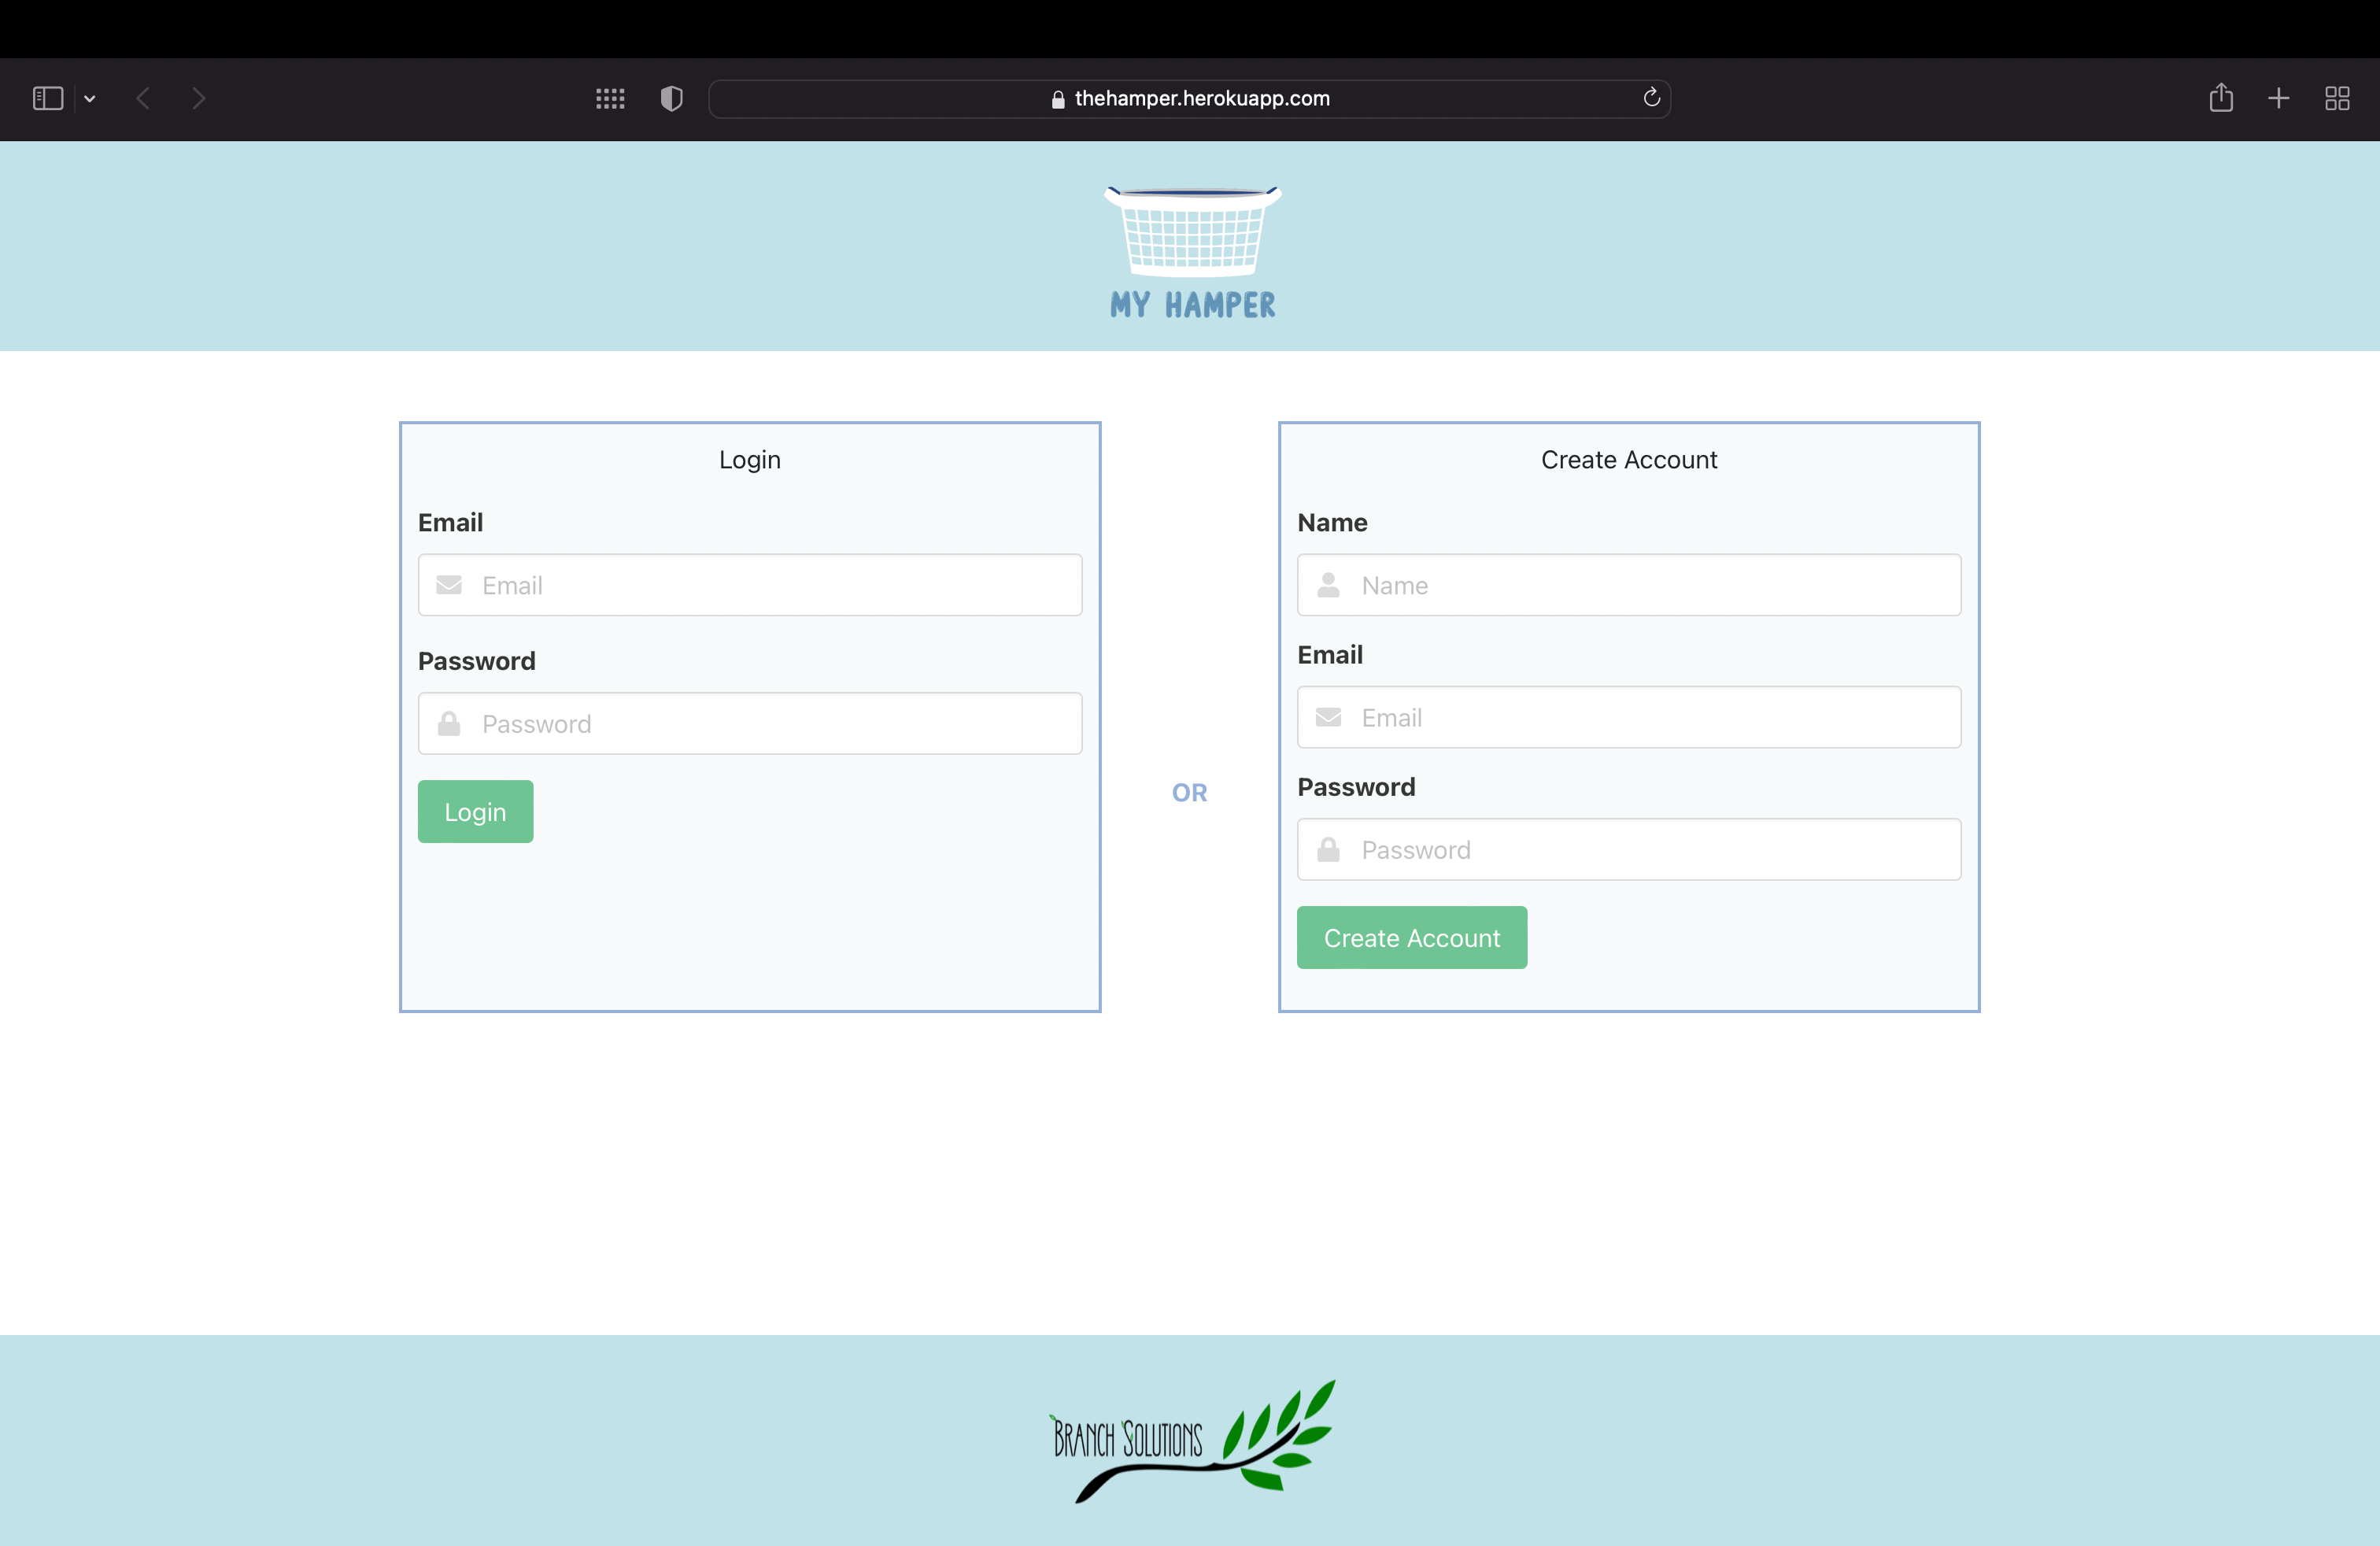 thehamper.herokuapp.com
MY HAMPER
Login
Email
Email
Password
Password
Login
OR
Create Account
Name
Name
Email
Email
Password
Password
Create Account
BRANCH SOLUTIONS